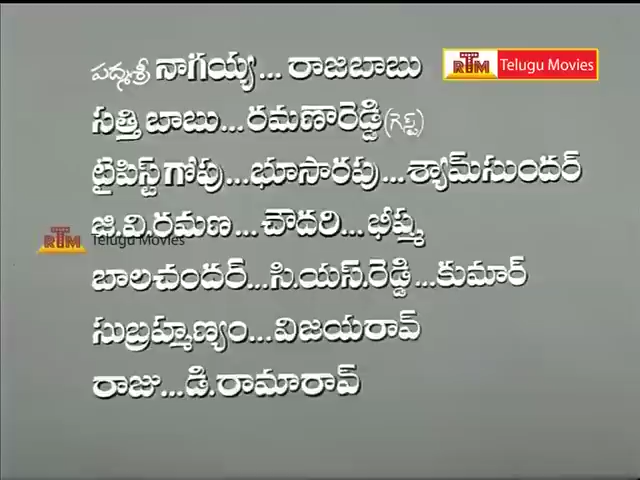 పద్మశ్రీ నాగయ్య... రాజబాబు
RTM Telugu Movies
సత్తిబాబు...రమణారెడ్డి(గెస్ట్)
టైపిస్ట్ గోపు...భూసారపు...శ్యామ్‌సుందర్
జి.వి.రమణ...చౌదరి...భీష్మ
RTM Telugu Movies
బాలచందర్...సి.యస్.రెడ్డి...కుమార్
సుబ్రహ్మణ్యం...విజయరావ్
రాజు...డి.రామారావ్